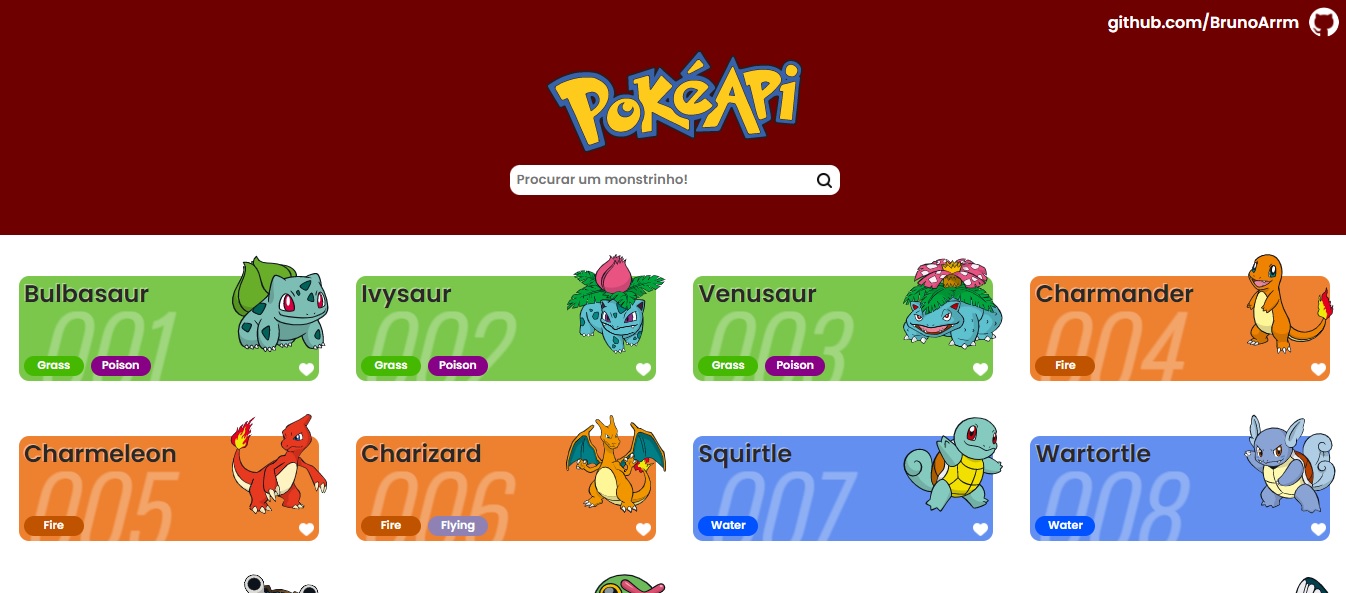 github.com/BrunoArrm
PokéApi
Procurar um monstrinho!
Bulbasaur
001
Grass Poison
Ivysaur
002
Grass Poison
Venusaur
003
Grass Poison
Charmander
004
Fire
Charmeleon
005
Fire
Charizard
006
Fire Flying
Squirtle
007
Water
Wartortle
008
Water